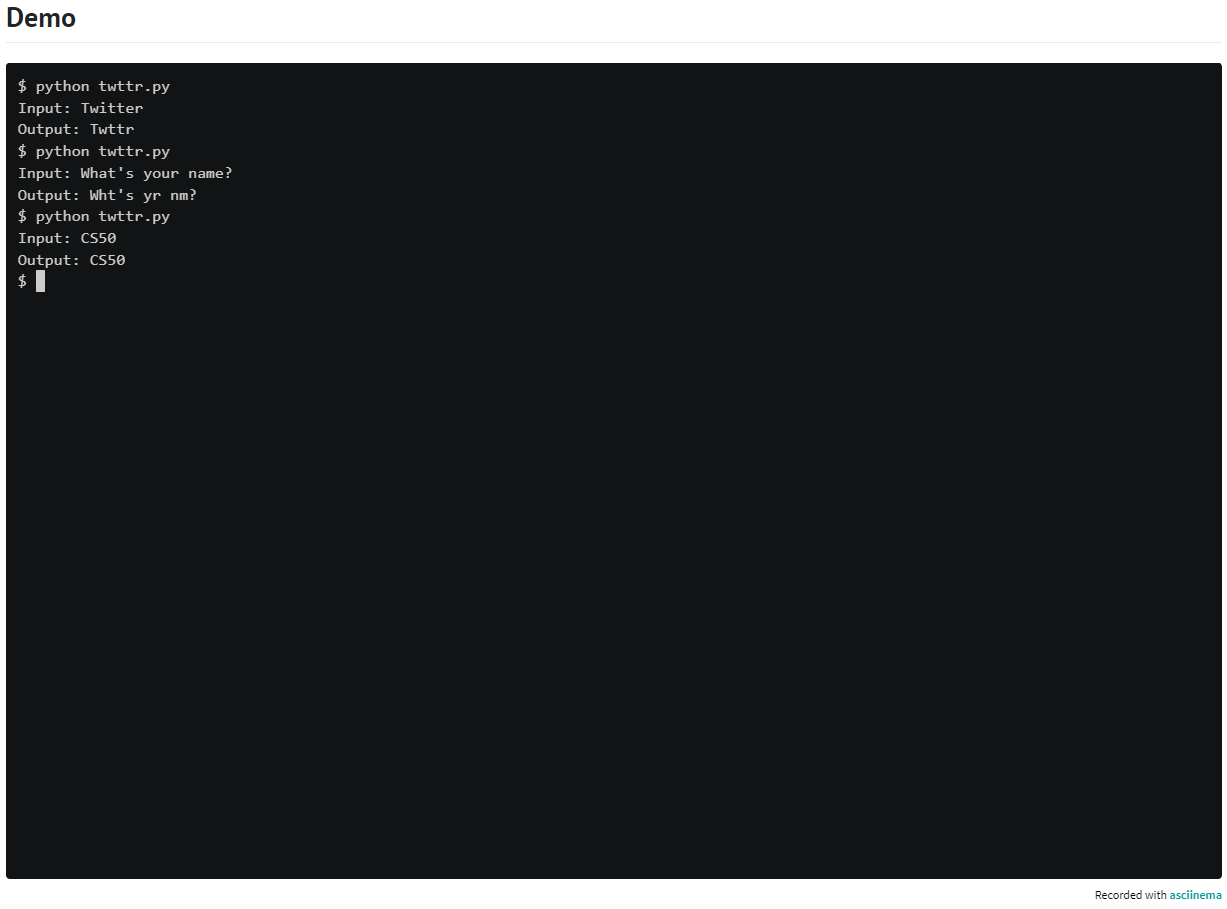 Demo
$ python twttr.py
Input: Twitter
Output: Twttr
$ python twttr.py
Input: What's your name?
Output: Wht's yr nm?
$ python twttr.py
Input: CS50
Output: CS50
$
Recorded with asciinema